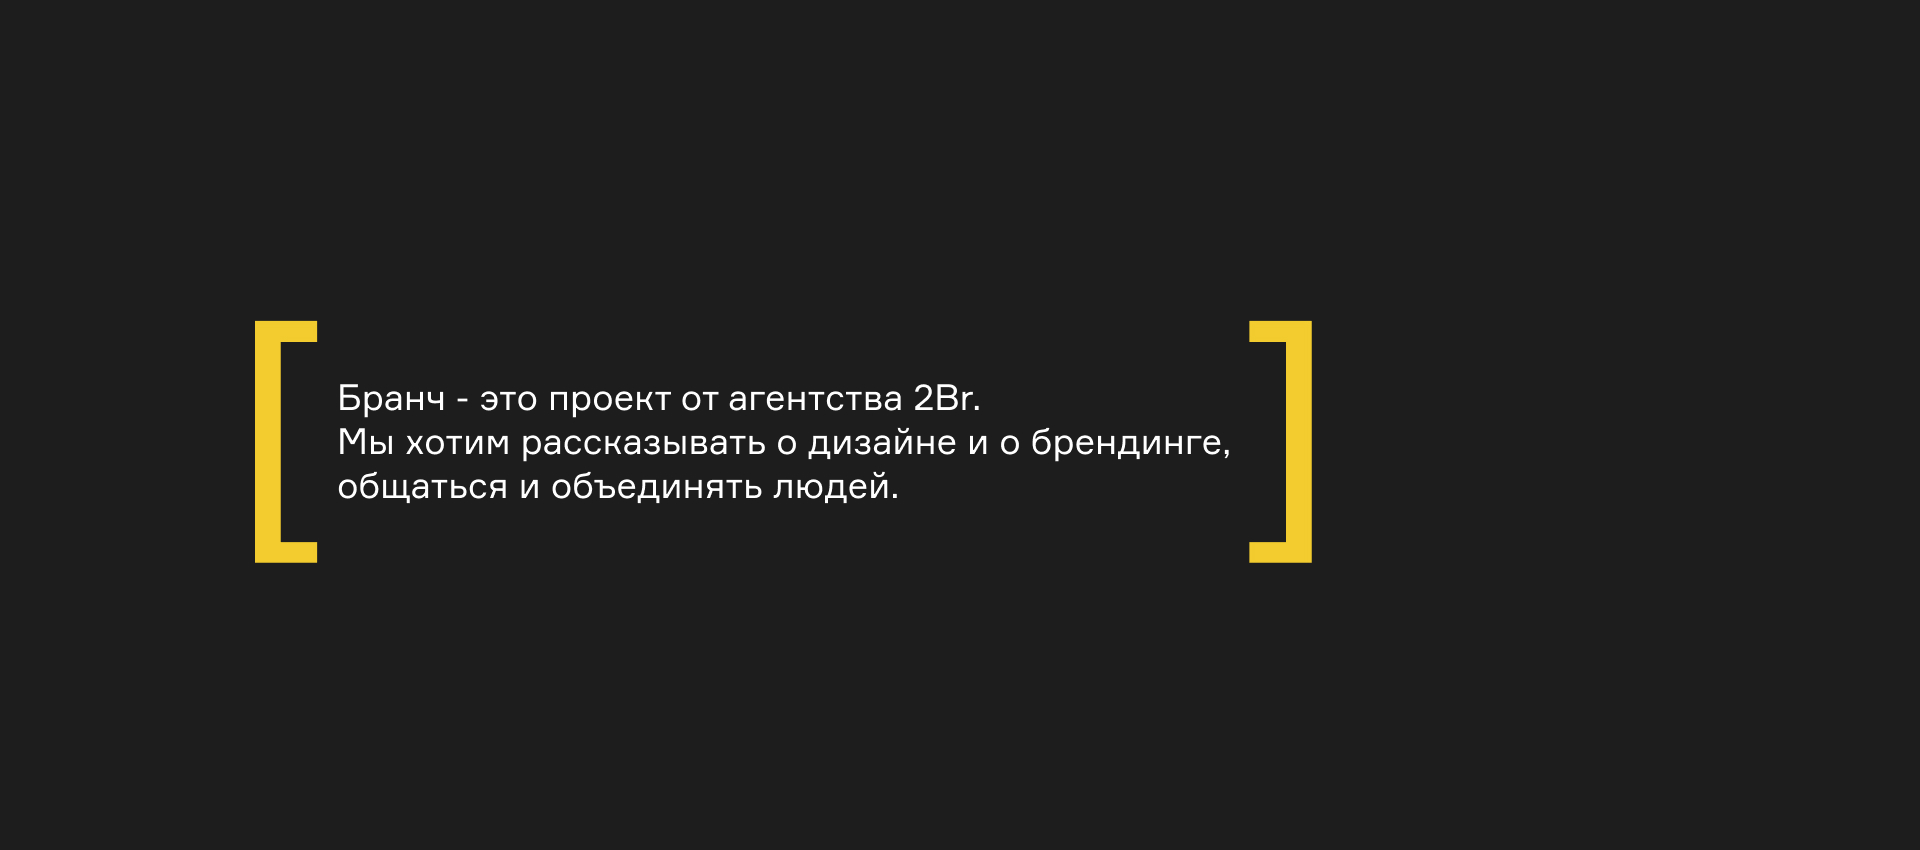 Бранч - это проект от агентства 2Br.
Мы хотим рассказывать о дизайне и о брендинге,
общаться и объединять людей.